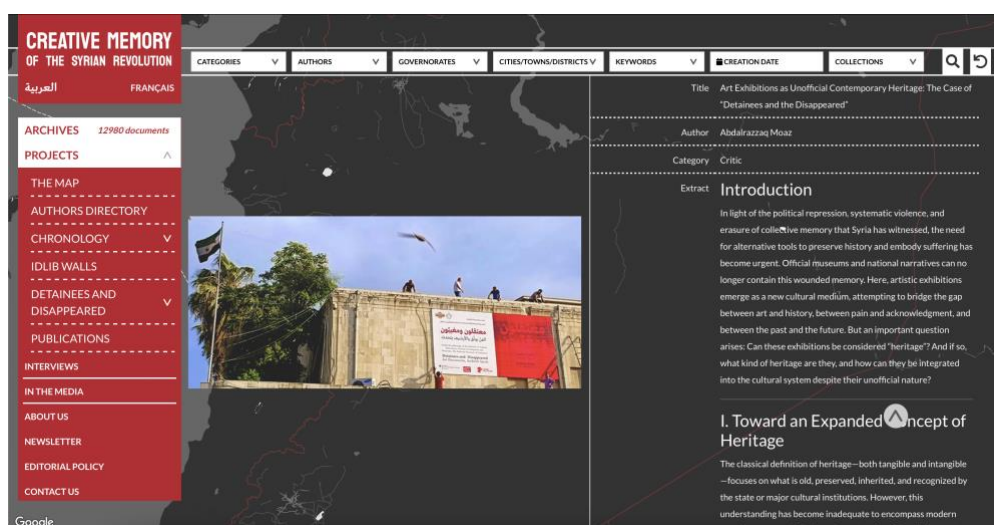 CREATIVE MEMORY
OF THE SYRIAN REVOLUTION
العربية
FRANÇAIS
ARCHIVES 12980 documents
PROJECTS
THE MAP
AUTHORS DIRECTORY
CHRONOLOGY
IDLIB WALLS
DETAINEES AND
DISAPPEARED
PUBLICATIONS
INTERVIEWS
IN THE MEDIA
ABOUT US
NEWSLETTER
EDITORIAL POLICY
CONTACT US
Google
CATEGORIES
AUTHORS
GOVERNORATES
CITIES/TOWNS/DISTRICTS
KEYWORDS
CREATION DATE
COLLECTIONS
معتقلون ومغيبون
Title Art Exhibitions as Unofficial Contemporary Heritage: The Case of
"Detainees and the Disappeared"
Author Abdalrazzaq Moaz
Category Critic
Extract Introduction
In light of the political repression, systematic violence, and
erasure of collective memory that Syria has witnessed, the need
for alternative tools to preserve history and embody suffering has
become urgent. Official museums and national narratives can no
longer contain this wounded memory. Here, artistic exhibitions
emerge as a new cultural medium, attempting to bridge the gap
between art and history, between pain and acknowledgment, and
between the past and the future. But an important question
arises: Can these exhibitions be considered "heritage"? And if so,
what kind of heritage are they, and how can they be integrated
into the cultural system despite their unofficial nature?
I. Toward an Expanded Concept of
Heritage
The classical definition of heritage—both tangible and intangible
—focuses on what is old, preserved, inherited, and recognized by
the state or major cultural institutions. However, this
understanding has become inadequate to encompass modern